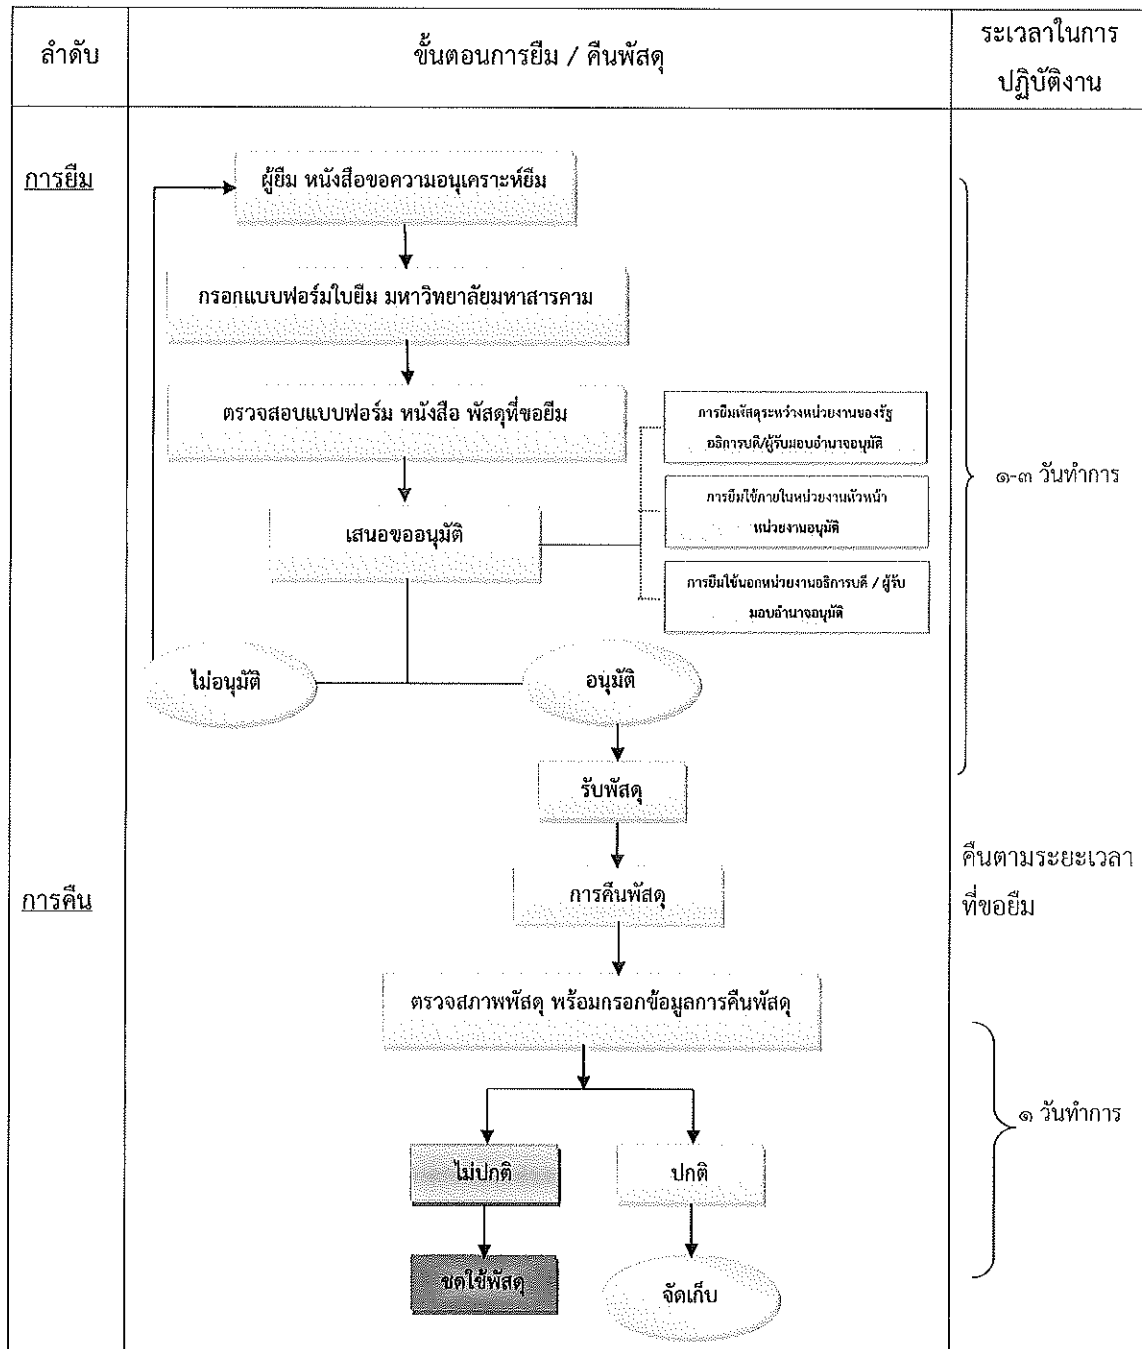 ลำดับ
ขั้นตอนการยืม / คืนพัสดุ
ระเวลาในการ
ปฏิบัติงาน
การยืม
ผู้ยืม หนังสือขอความอนุเคราะห์ยืม
กรอกแบบฟอร์มใบยืม มหาวิทยาลัยมหาสารคาม
ตรวจสอบแบบฟอร์ม หนังสือ พัสดุที่ขอยืม
การยืมพัสดุระหว่างหน่วยงานของรัฐ
อธิการบดี/ผู้รับมอบอำนาจอนุมัติ
๑-๓ วันทำการ
เสนอขออนุมัติ
การยืมใช้ภายในหน่วยงานหัวหน้า
หน่วยงานอนุมัติ
การยืมใช้นอกหน่วยงานอธิการบดี / ผู้รับ
มอบอำนาจอนุมัติ
ไม่อนุมัติ
อนุมัติ
รับพัสดุ
การคืน
การคืนพัสดุ
คืนตามระยะเวลา
ที่ขอยืม
ตรวจสภาพพัสดุ พร้อมกรอกข้อมูลการคืนพัสดุ
๑ วันทำการ
ไม่ปกติ
ปกติ
ชดใช้พัสดุ
จัดเก็บ